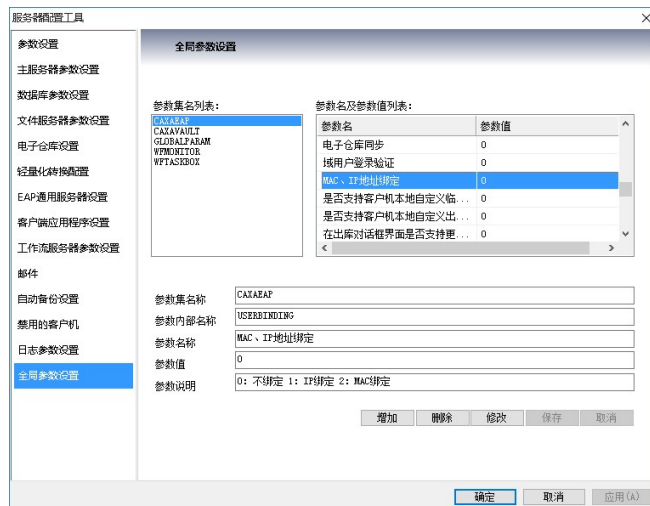 服务器配置工具
参数设置
主服务器参数设置
数据库参数设置
文件服务器参数设置
电子仓库设置
轻量化转换配置
EAP通用服务器设置
客户端应用程序设置
工作流服务器参数设置
邮件
自动备份设置
禁用的客户机
日志参数设置
全局参数设置
全局参数设置
参数集名列表：
CAXAEAP
CAXAVAULT
GLOBALPARAM
WFMONITOR
WFTASKBOX
参数名及参数值列表：
参数名 参数值
电子仓库同步 0
域用户登录验证 0
MAC、IP地址绑定 0
是否支持客户机本地自定义临... 0
是否支持客户机本地自定义出... 0
在出库对话框界面是否支持更... 0
参数集名称 CAXAEAP
参数内部名称 USERBINDING
参数名称 MAC、IP地址绑定
参数值 0
参数说明 0: 不绑定 1: IP绑定 2: MAC绑定
增加 删除 修改 保存 取消
确定 取消 应用(A)